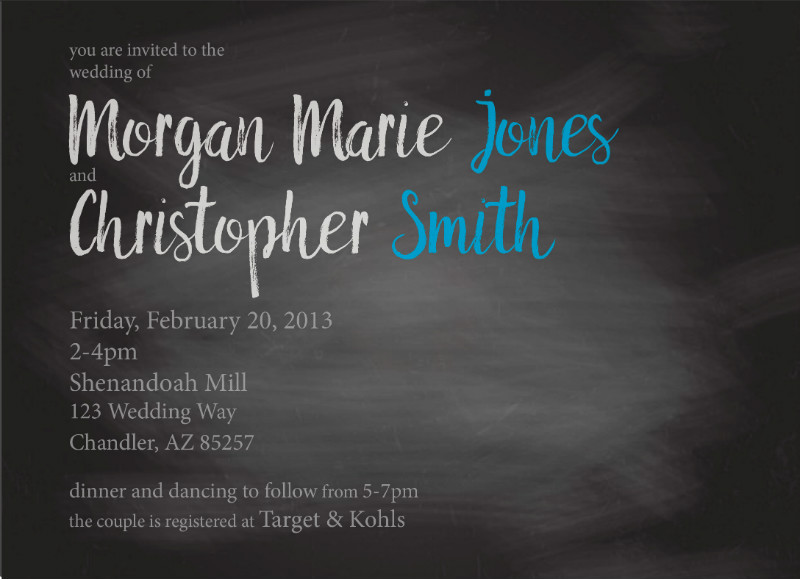 you are invited to the
wedding of
Morgan Marie Jones
and
Christopher Smith
Friday, February 20, 2013
2-4pm
Shenandoah Mill
123 Wedding Way
Chandler, AZ 85257
dinner and dancing to follow from 5-7pm
the couple is registered at Target & Kohls